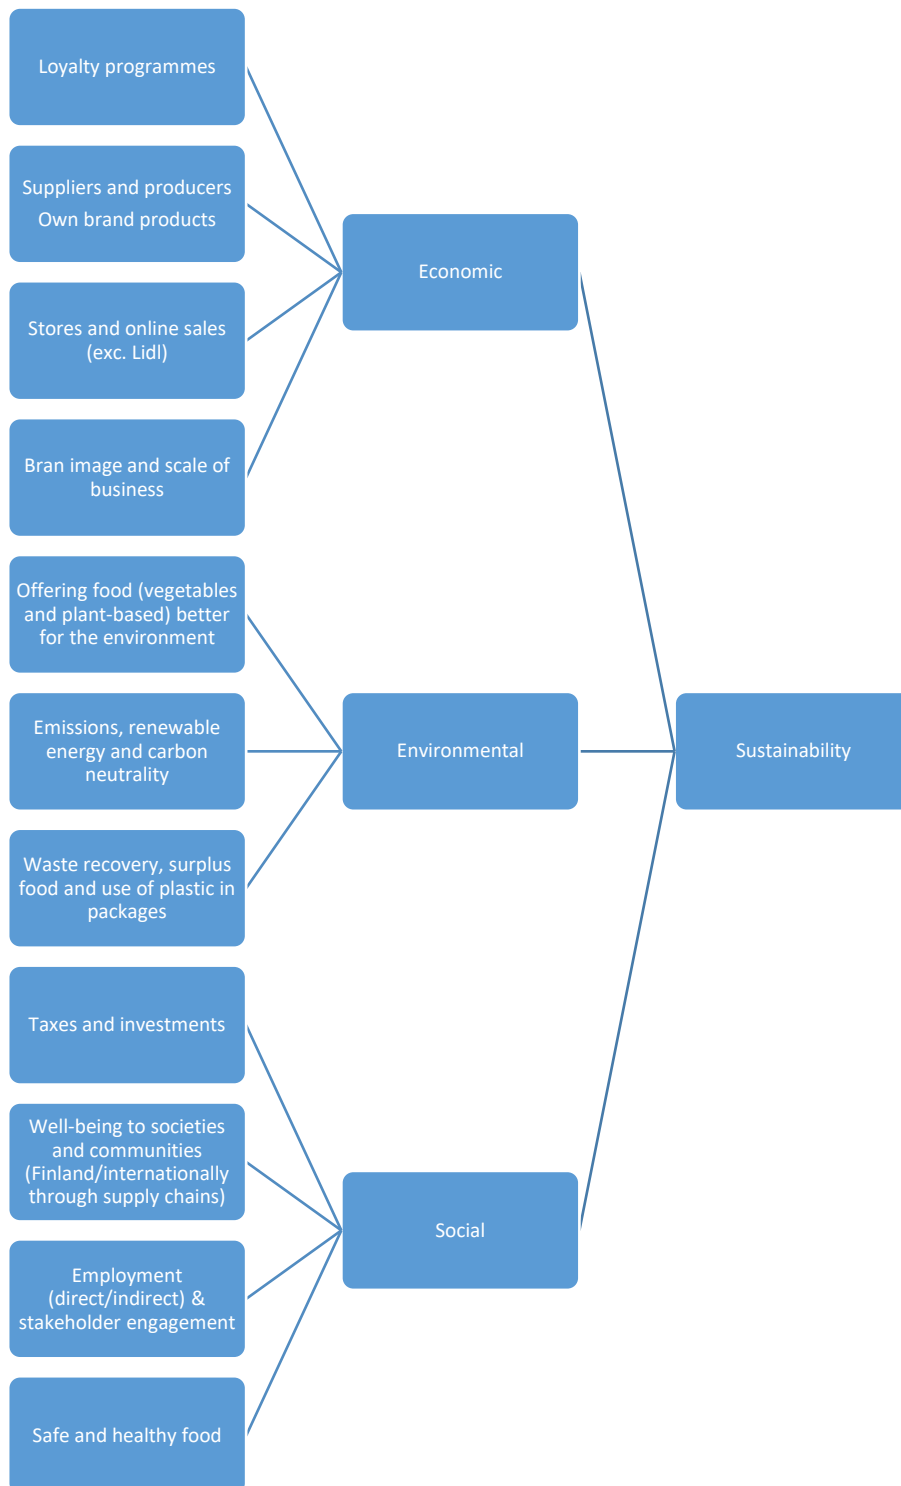 Loyalty programmes
Suppliers and producers
Own brand products
Stores and online sales
(exc. Lidl)
Bran image and scale of
business
Economic
Offering food (vegetables
and plant-based) better
for the environment
Emissions, renewable
energy and carbon
neutrality
Waste recovery, surplus
food and use of plastic in
packages
Environmental
Taxes and investments
Well-being to societies
and communities
(Finland/internationally
through supply chains)
Employment
(direct/indirect) &
stakeholder engagement
Safe and healthy food
Social
Sustainability